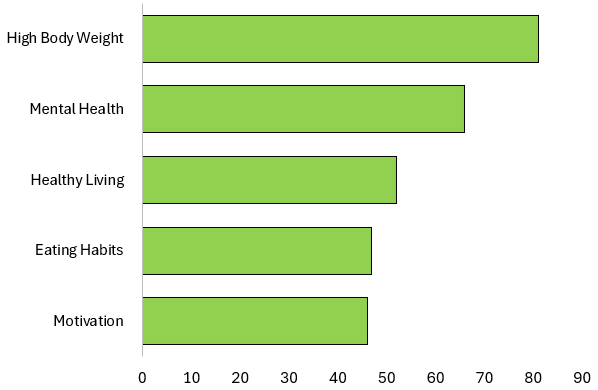 High Body Weight
Mental Health
Healthy Living
Eating Habits
Motivation
0 10 20 30 40 50 60 70 80 90